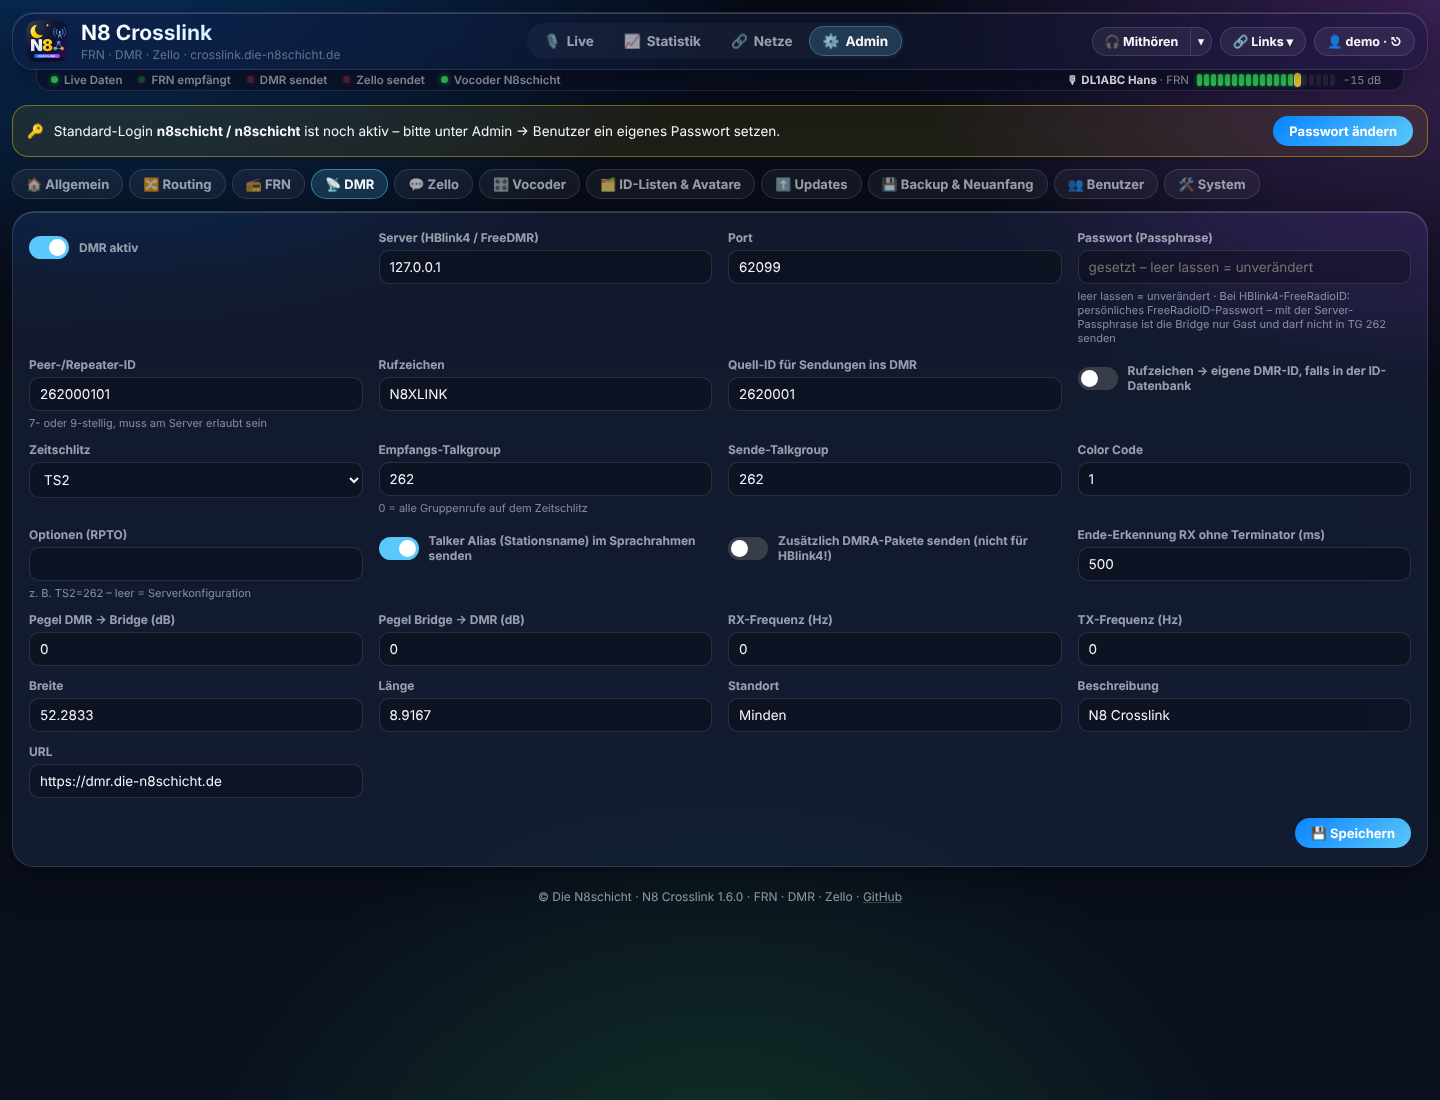 N8 Crosslink
FRN · DMR · Zello · crosslink.die-n8schicht.de
Live
Statistik
Netze
Admin
Mithören
Links
demo ·
Live Daten
FRN empfängt
DMR sendet
Zello sendet
Vocoder N8schicht
DL1ABC Hans · FRN
-15 dB
Standard-Login n8schicht / n8schicht ist noch aktiv – bitte unter Admin → Benutzer ein eigenes Passwort setzen.
Passwort ändern
Allgemein
Routing
FRN
DMR
Zello
Vocoder
ID-Listen & Avatare
Updates
Backup & Neuanfang
Benutzer
System
DMR aktiv
Server (HBlink4 / FreeDMR)
127.0.0.1
Port
62099
Passwort (Passphrase)
gesetzt – leer lassen = unverändert
leer lassen = unverändert · Bei HBlink4-FreeRadioID:
persönliches FreeRadioID-Passwort – mit der Server-
Passphrase ist die Bridge nur Gast und darf nicht in TG 262
senden
Peer-/Repeater-ID
262000101
7- oder 9-stellig, muss am Server erlaubt sein
Rufzeichen
N8XLINK
Quell-ID für Sendungen ins DMR
2620001
Rufzeichen → eigene DMR-ID, falls in der ID-
Datenbank
Zeitschlitz
TS2
Empfangs-Talkgroup
262
0 = alle Gruppenrufe auf dem Zeitschlitz
Sende-Talkgroup
262
Color Code
1
Optionen (RPTO)
z. B. TS2=262 – leer = Serverkonfiguration
Talker Alias (Stationsname) im Sprachrahmen
senden
Zusätzlich DMRA-Pakete senden (nicht für
HBlink4!)
Ende-Erkennung RX ohne Terminator (ms)
500
Pegel DMR → Bridge (dB)
0
Pegel Bridge → DMR (dB)
0
RX-Frequenz (Hz)
0
TX-Frequenz (Hz)
0
Breite
52.2833
Länge
8.9167
Standort
Minden
Beschreibung
N8 Crosslink
URL
https://dmr.die-n8schicht.de
Speichern
© Die N8schicht · N8 Crosslink 1.6.0 · FRN · DMR · Zello · GitHub